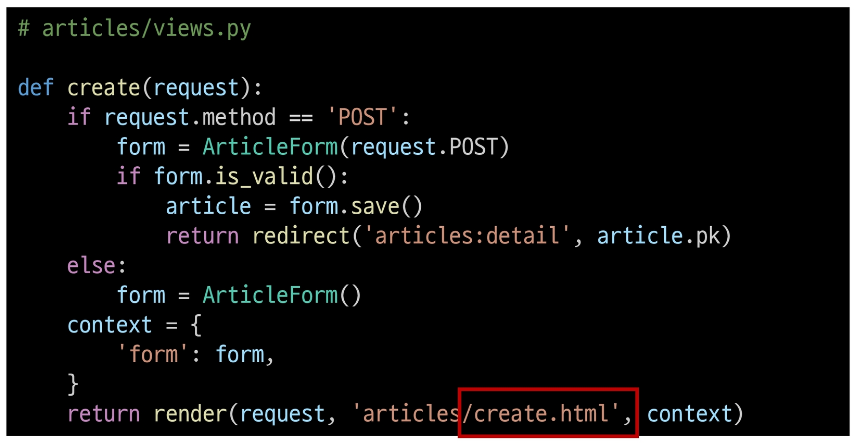 # articles/views.py
def create(request):
    if request.method == 'POST':
        form = ArticleForm(request.POST)
        if form.is_valid():
            article = form.save()
            return redirect('articles:detail', article.pk)
    else:
        form = ArticleForm()
    context = {
        'form': form,
    }
    return render(request, 'articles/create.html', context)